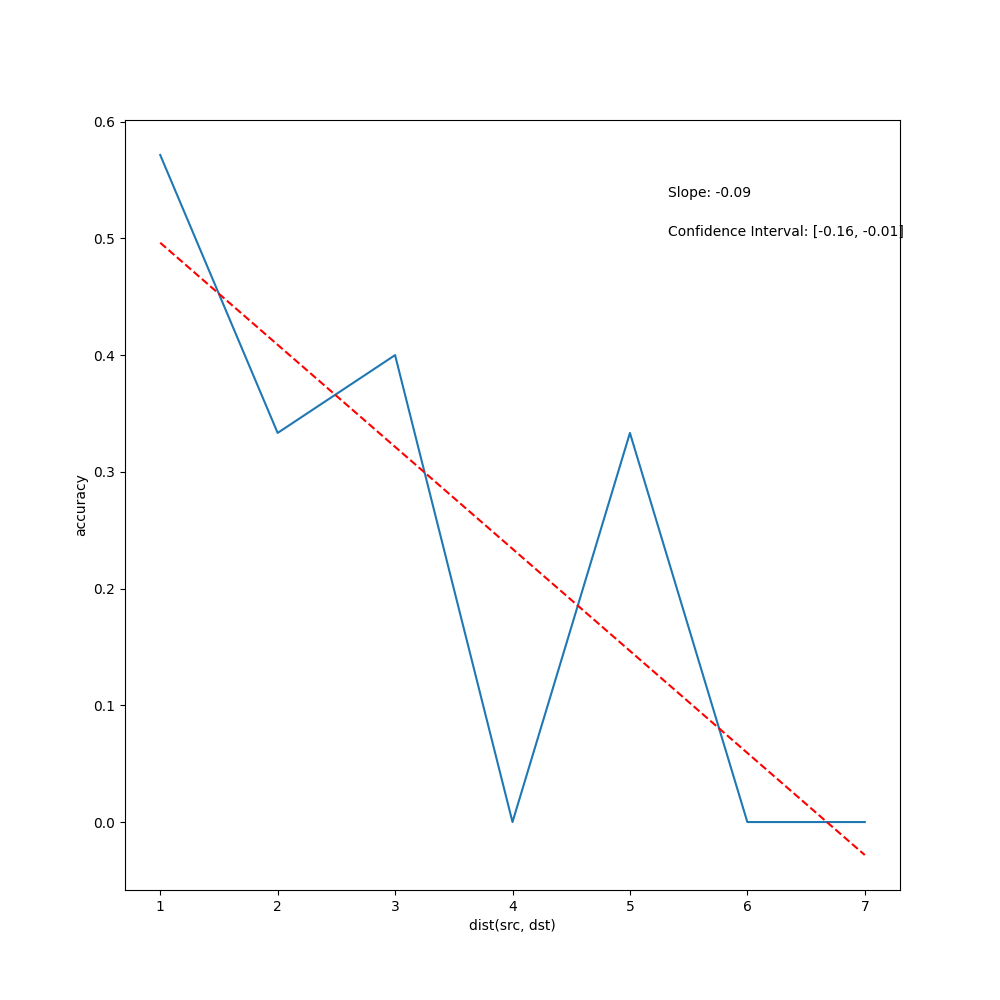 0.6
0.5
0.4
0.3
0.2
0.1
0.0
accuracy
Slope: -0.09
Confidence Interval: [-0.16, -0.01]
1 2 3 4 5 6 7
dist(src, dst)